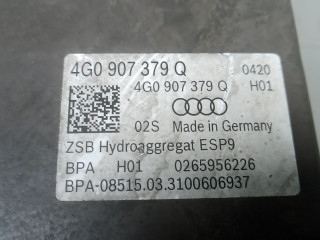 4G0 907 379 Q 0420
4G0 907 379 Q H01
02S Made in Germany
ZSB Hydroaggregat ESP9
BPA H01 0265956226
BPA-08515.03.3100606937